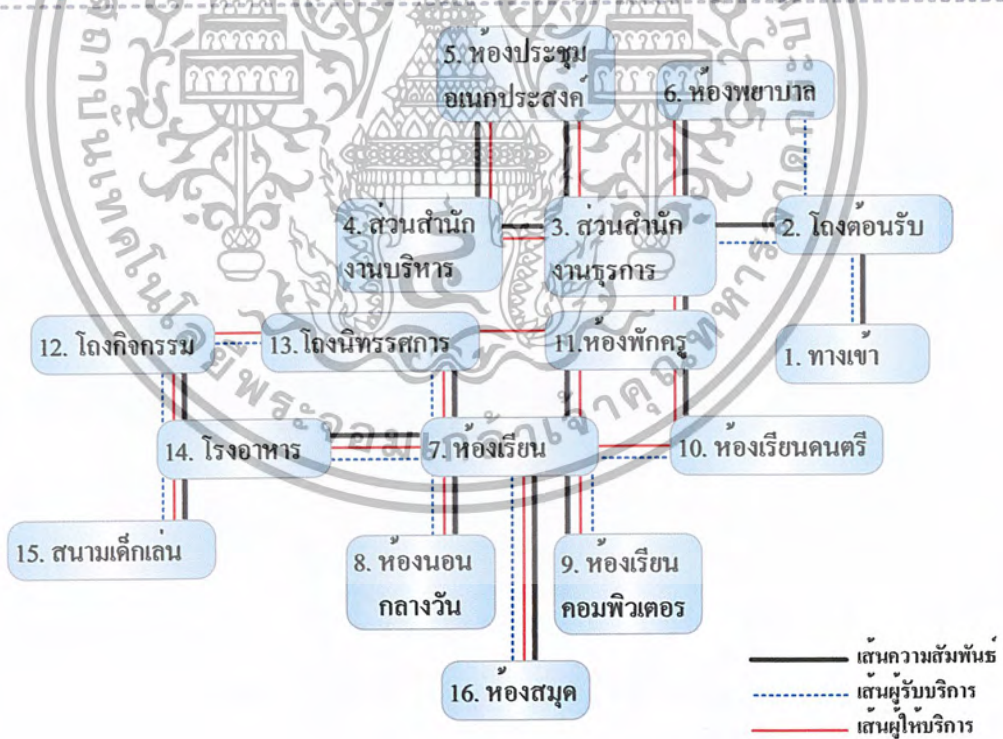 5. ห้องประชุม
อเนกประสงค์
6. ห้องพยาบาล
4. ส่วนสำนัก
งานบริหาร
3. ส่วนสำนัก
งานธุรการ
2. โถงต้อนรับ
1. ทางเข้า
12. โถงกิจกรรม
13. โถงนิทรรศการ
11. ห้องพักครู
14. โรงอาหาร
7. ห้องเรียน
10. ห้องเรียนดนตรี
15. สนามเด็กเล่น
8. ห้องนอน
กลางวัน
9. ห้องเรียน
คอมพิวเตอร
16. ห้องสมุด
เส้นความสัมพันธ์
เส้นผู้รับบริการ
เส้นผู้ให้บริการ